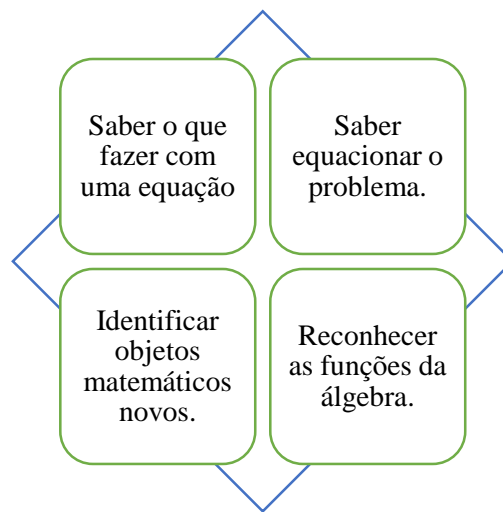 Saber o que
fazer com
uma equação
Saber
equacionar o
problema.
Identificar
objetos
matemáticos
novos.
Reconhecer
as funções da
álgebra.